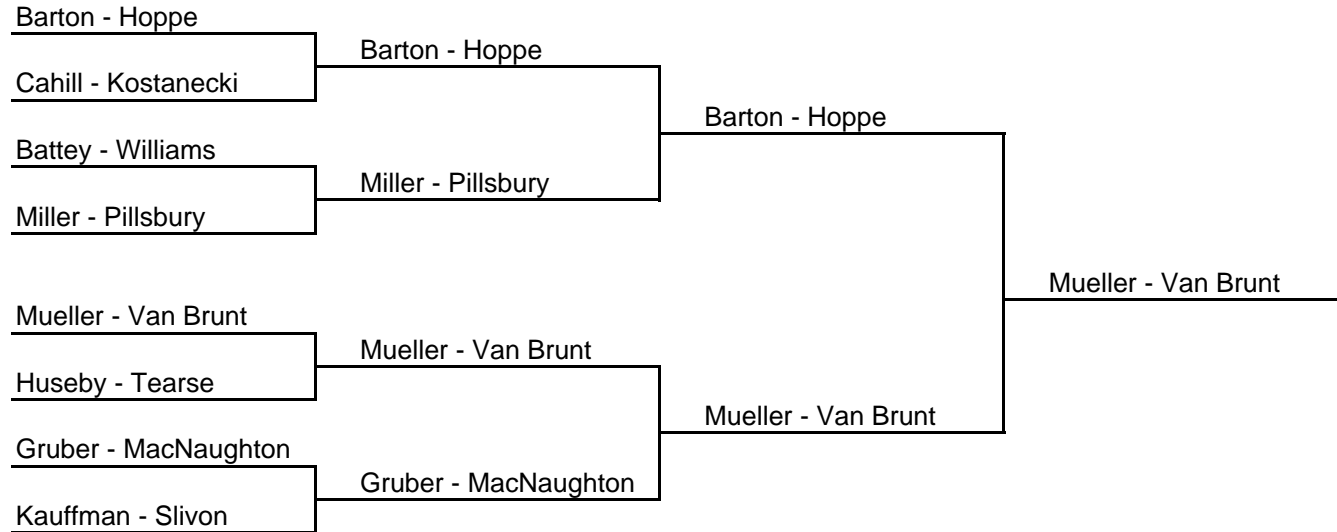 Barton - Hoppe
Barton - Hoppe
Cahill - Kostanecki
Barton - Hoppe
Battey - Williams
Miller - Pillsbury
Miller - Pillsbury
Mueller - Van Brunt
Mueller - Van Brunt
Mueller - Van Brunt
Huseby - Tearse
Mueller - Van Brunt
Gruber - MacNaughton
Gruber - MacNaughton
Kauffman - Slivon